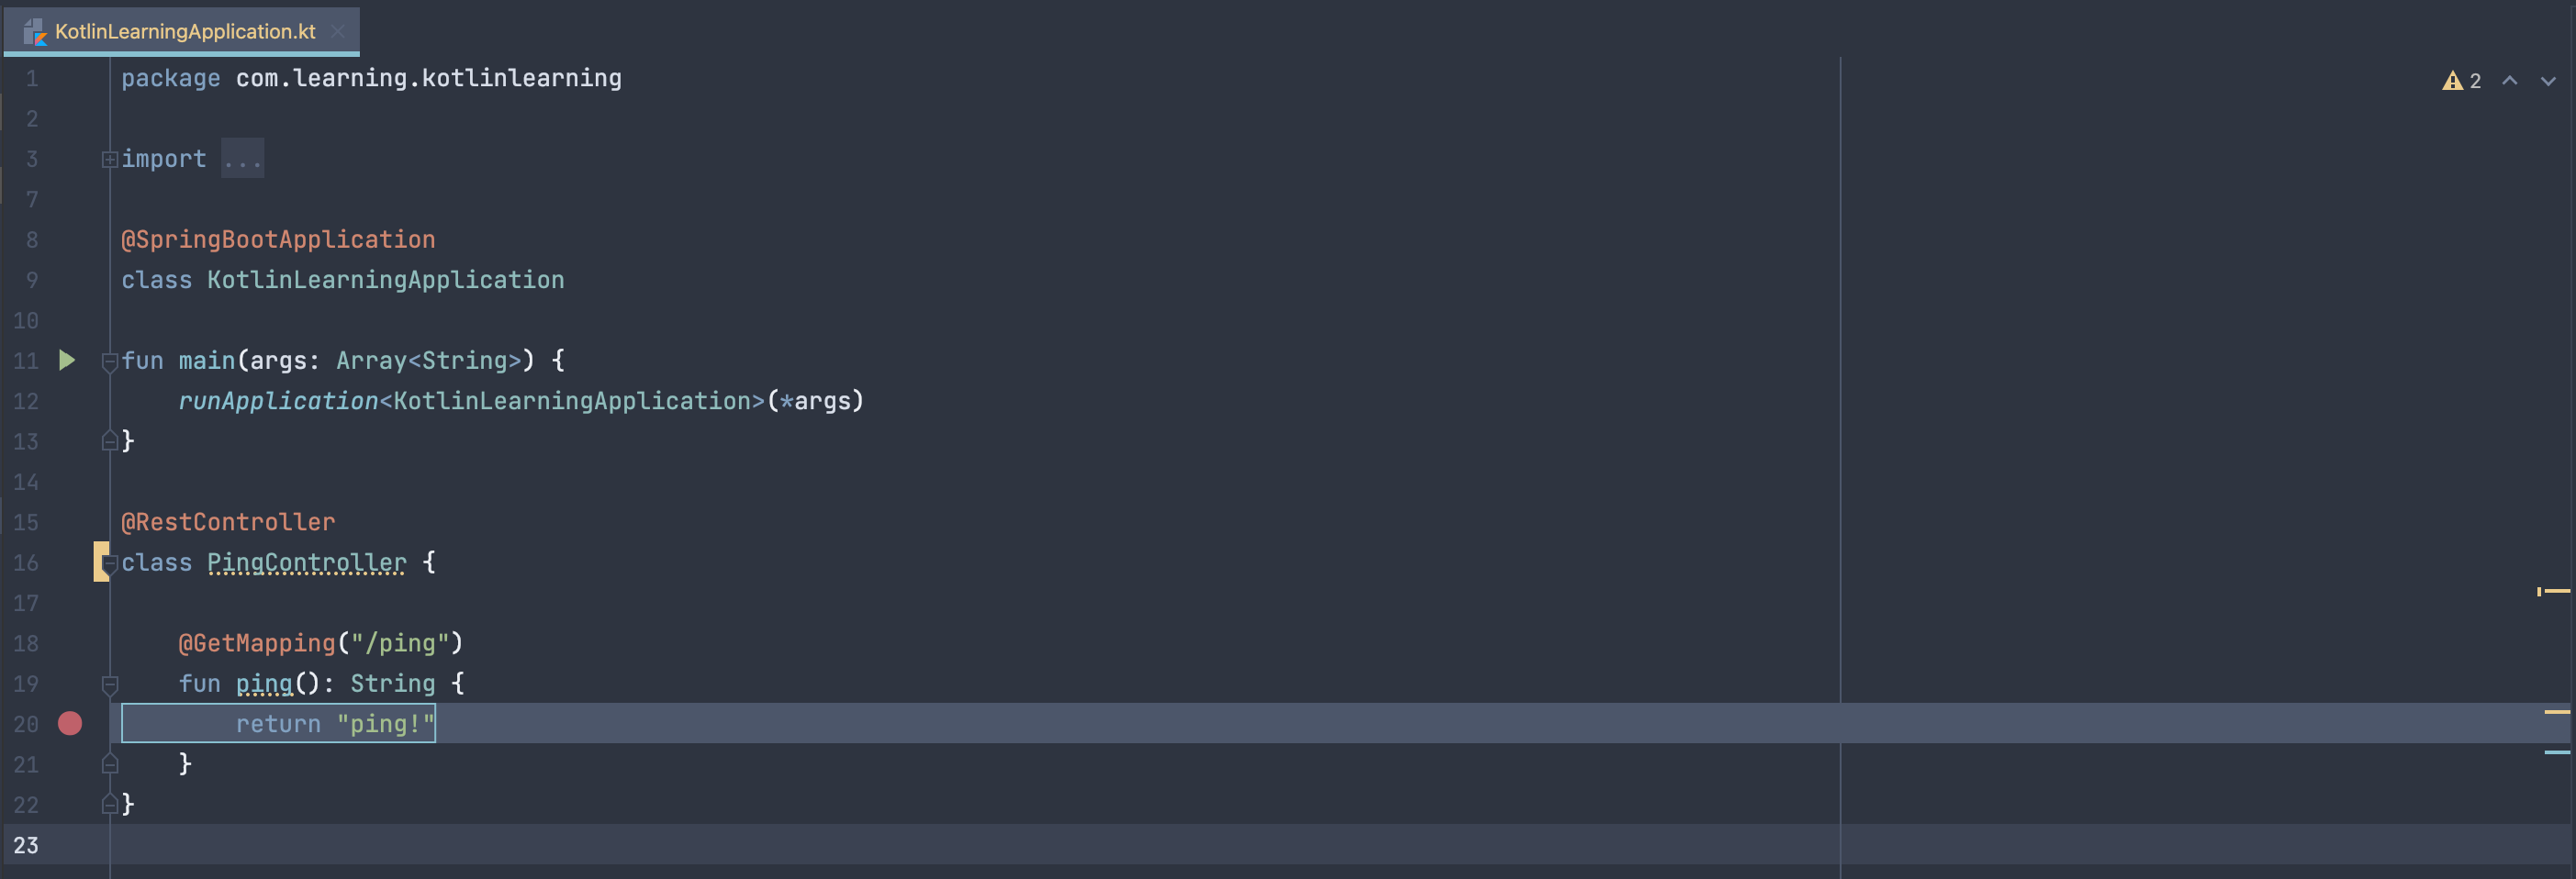 KotlinLearningApplication.kt
2
1 package com.learning.kotlinlearning
2
3 import ...
7
8 @SpringBootApplication
9 class KotlinLearningApplication
10
11 fun main(args: Array<String>) {
12 runApplication<KotlinLearningApplication>(*args)
13 }
14
15 @RestController
16 class PingController {
17
18 @GetMapping("/ping")
19 fun ping(): String {
20 return "ping!"
21 }
22 }
23